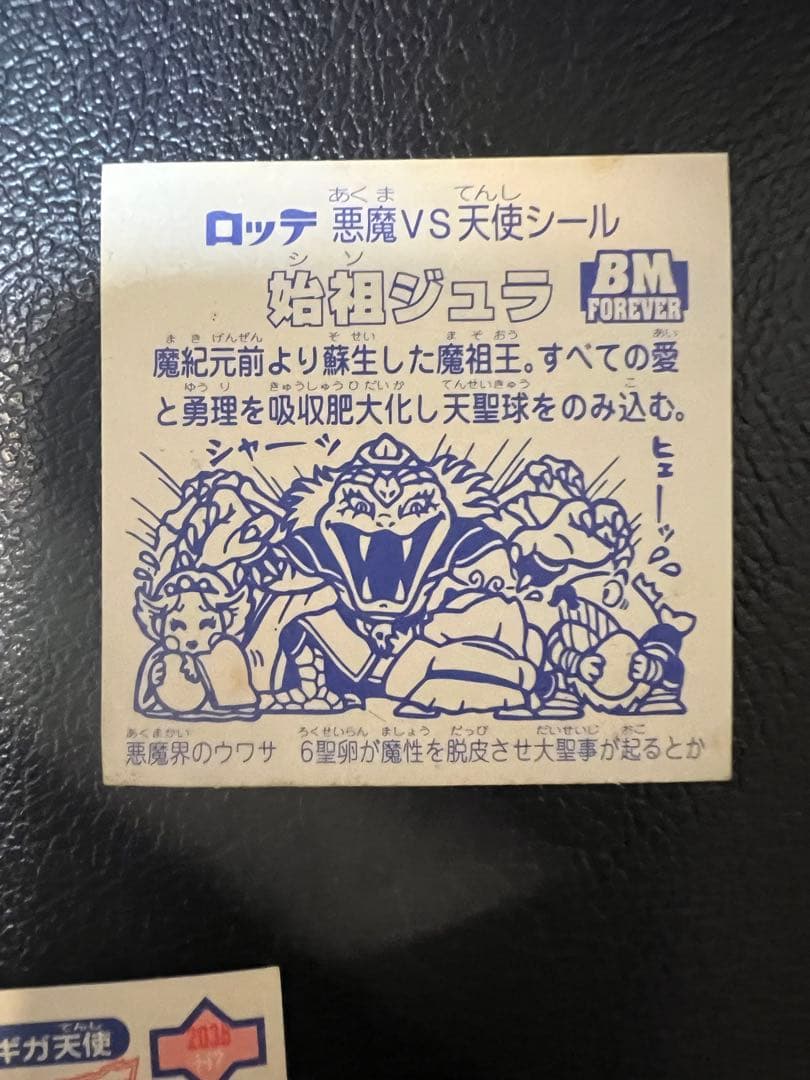 あくま てんし
ロッテ 悪魔VS天使シール
シソ
始祖ジュラ
BM
FOREVER
まきげんぜん そせい まそおう あい
魔紀元前より蘇生した魔祖王。すべての愛
ゆうり きゅうしゅうひだいか てんせいきゅう こ
と勇理を吸収肥大化し天聖球をのみ込む。
シャーッ
ヒューッ
あくまかい ろくせいらん ましょう だっぴ だいせいじ おこ
悪魔界のウワサ 6聖卵が魔性を脱皮させ大聖事が起るとか
てんし
ギガ天使